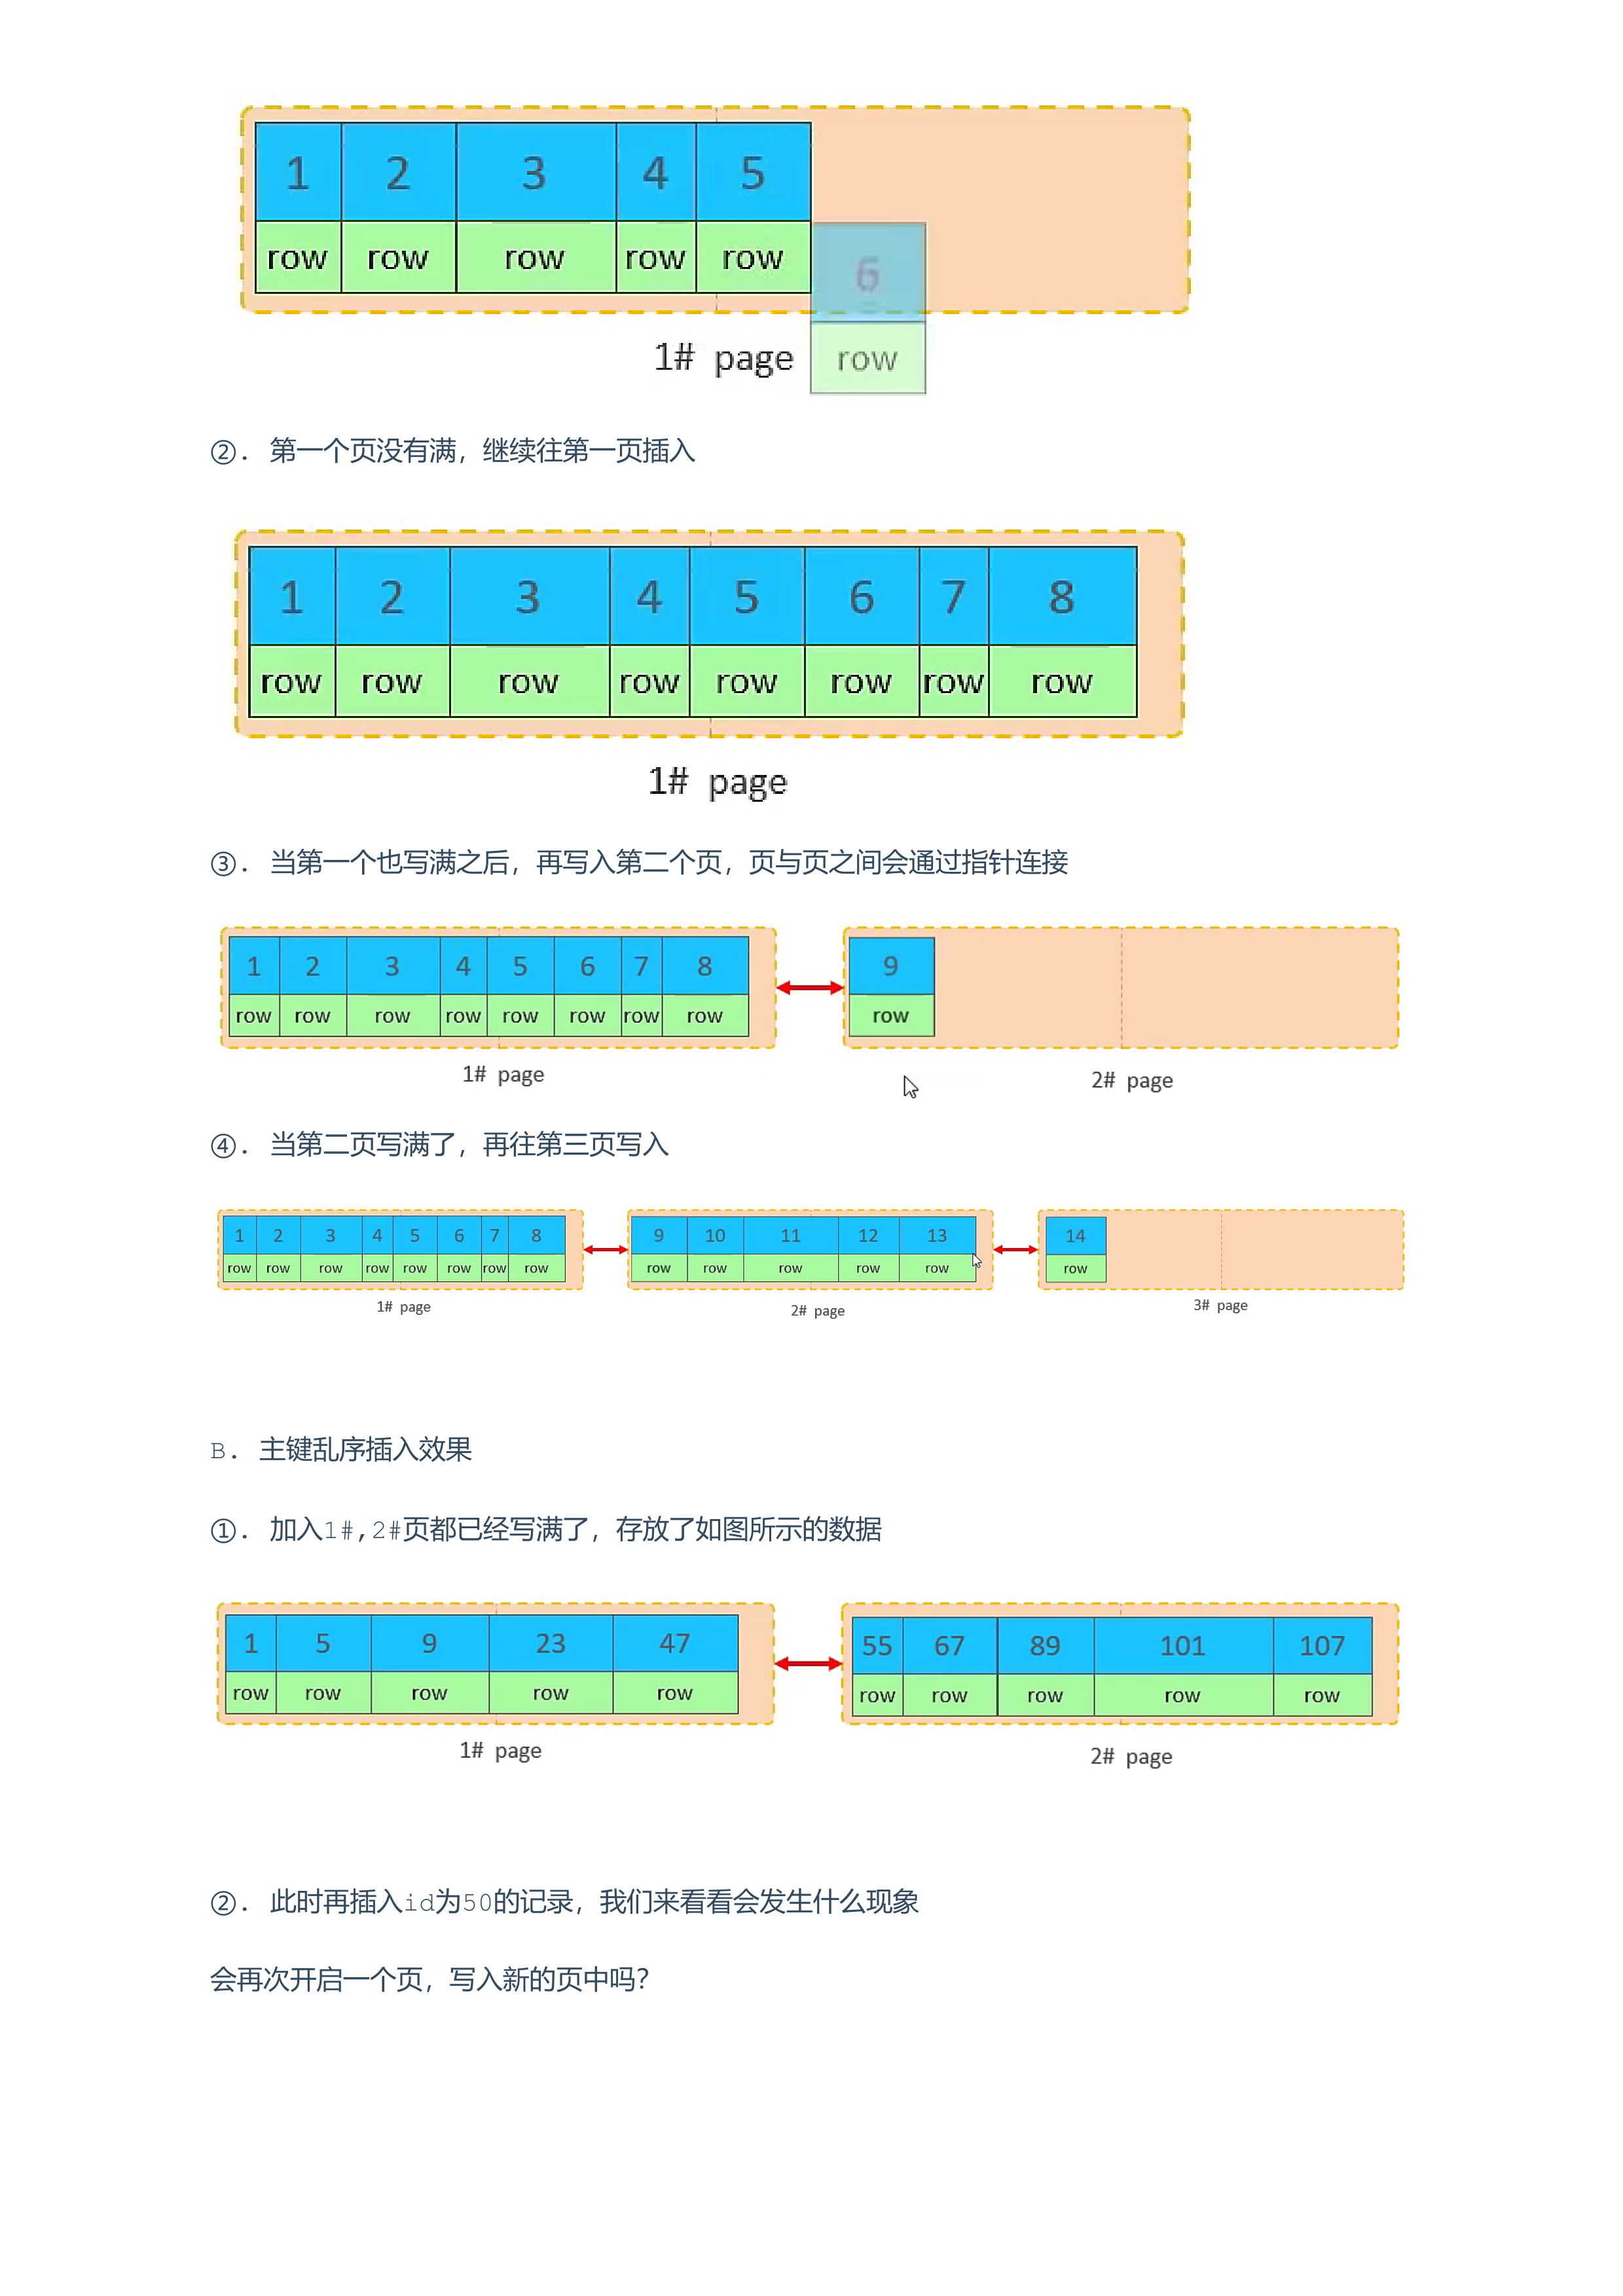 1 2 3 4 5
row row row row row
6
1# page row
②. 第一个页没有满，继续往第一页插入
1 2 3 4 5 6 7 8
row row row row row row row row
1# page
③. 当第一个也写满之后，再写入第二个页，页与页之间会通过指针连接
1 2 3 4 5 6 7 8 9
row row row row row row row row row
1# page 2# page
④. 当第二页写满了，再往第三页写入
1 2 3 4 5 6 7 8 9 10 11 12 13 14
row row row row row row row row row row row row row row
1# page 2# page 3# page
B. 主键乱序插入效果
①. 加入1#,2#页都已经写满了，存放了如图所示的数据
1 5 9 23 47 55 67 89 101 107
row row row row row row row row row row
1# page 2# page
②. 此时再插入id为50的记录，我们来看看会发生什么现象
会再次开启一个页，写入新的页中吗？